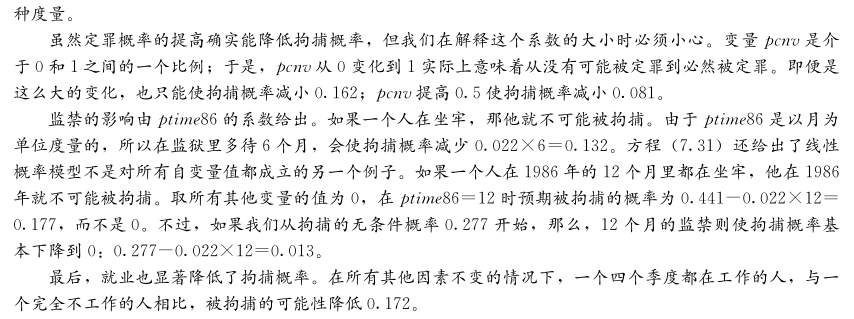 种度量。
虽然定罪概率的提高确实能降低拘捕概率，但我们在解释这个系数的大小时必须小心。变量 pcnv 是介
于 0 和 1 之间的一个比例；于是，pcnv 从 0 变化到 1 实际上意味着从没有可能被定罪到必然被定罪。即便是
这么大的变化，也只能使拘捕概率减小 0.162；pcnv 提高 0.5 使拘捕概率减小 0.081。
监禁的影响由 ptime86 的系数给出。如果一个人在坐牢，那他就不可能被拘捕。由于 ptime86 是以月为
单位度量的，所以在监狱里多待 6 个月，会使拘捕概率减少 0.022×6=0.132。方程（7.31）还给出了线性
概率模型不是对所有自变量值都成立的另一个例子。如果一个人在 1986 年的 12 个月里都在坐牢，他在 1986
年就不可能被拘捕。取所有其他变量的值为 0，在 ptime86=12 时预期被拘捕的概率为 0.441−0.022×12=
0.177，而不是 0。不过，如果我们从拘捕的无条件概率 0.277 开始，那么，12 个月的监禁则使拘捕概率基
本下降到 0：0.277−0.022×12=0.013。
最后，就业也显著降低了拘捕概率。在所有其他因素不变的情况下，一个四个季度都在工作的人，与一
个完全不工作的人相比，被拘捕的可能性降低 0.172。